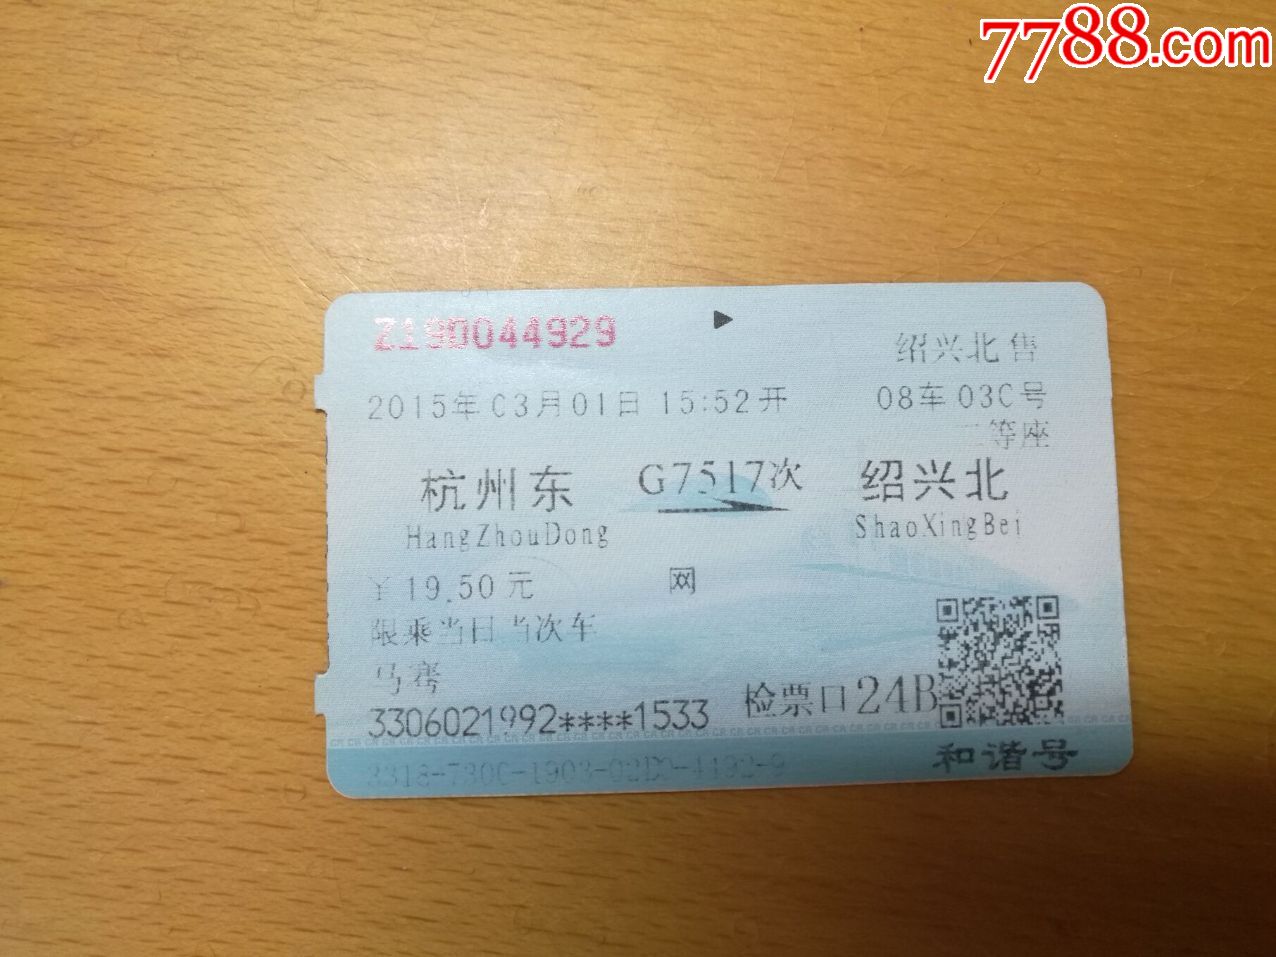 7788.com
Z190044929
绍兴北售
2015年03月01日 15:52开
08车03C号
二等座
杭州东
G7517次
绍兴北
HangZhouDong
ShaoXingBei
¥19.50元
网
限乘当日当次车
马骞
3306021992****1533
检票口24B
和谐号